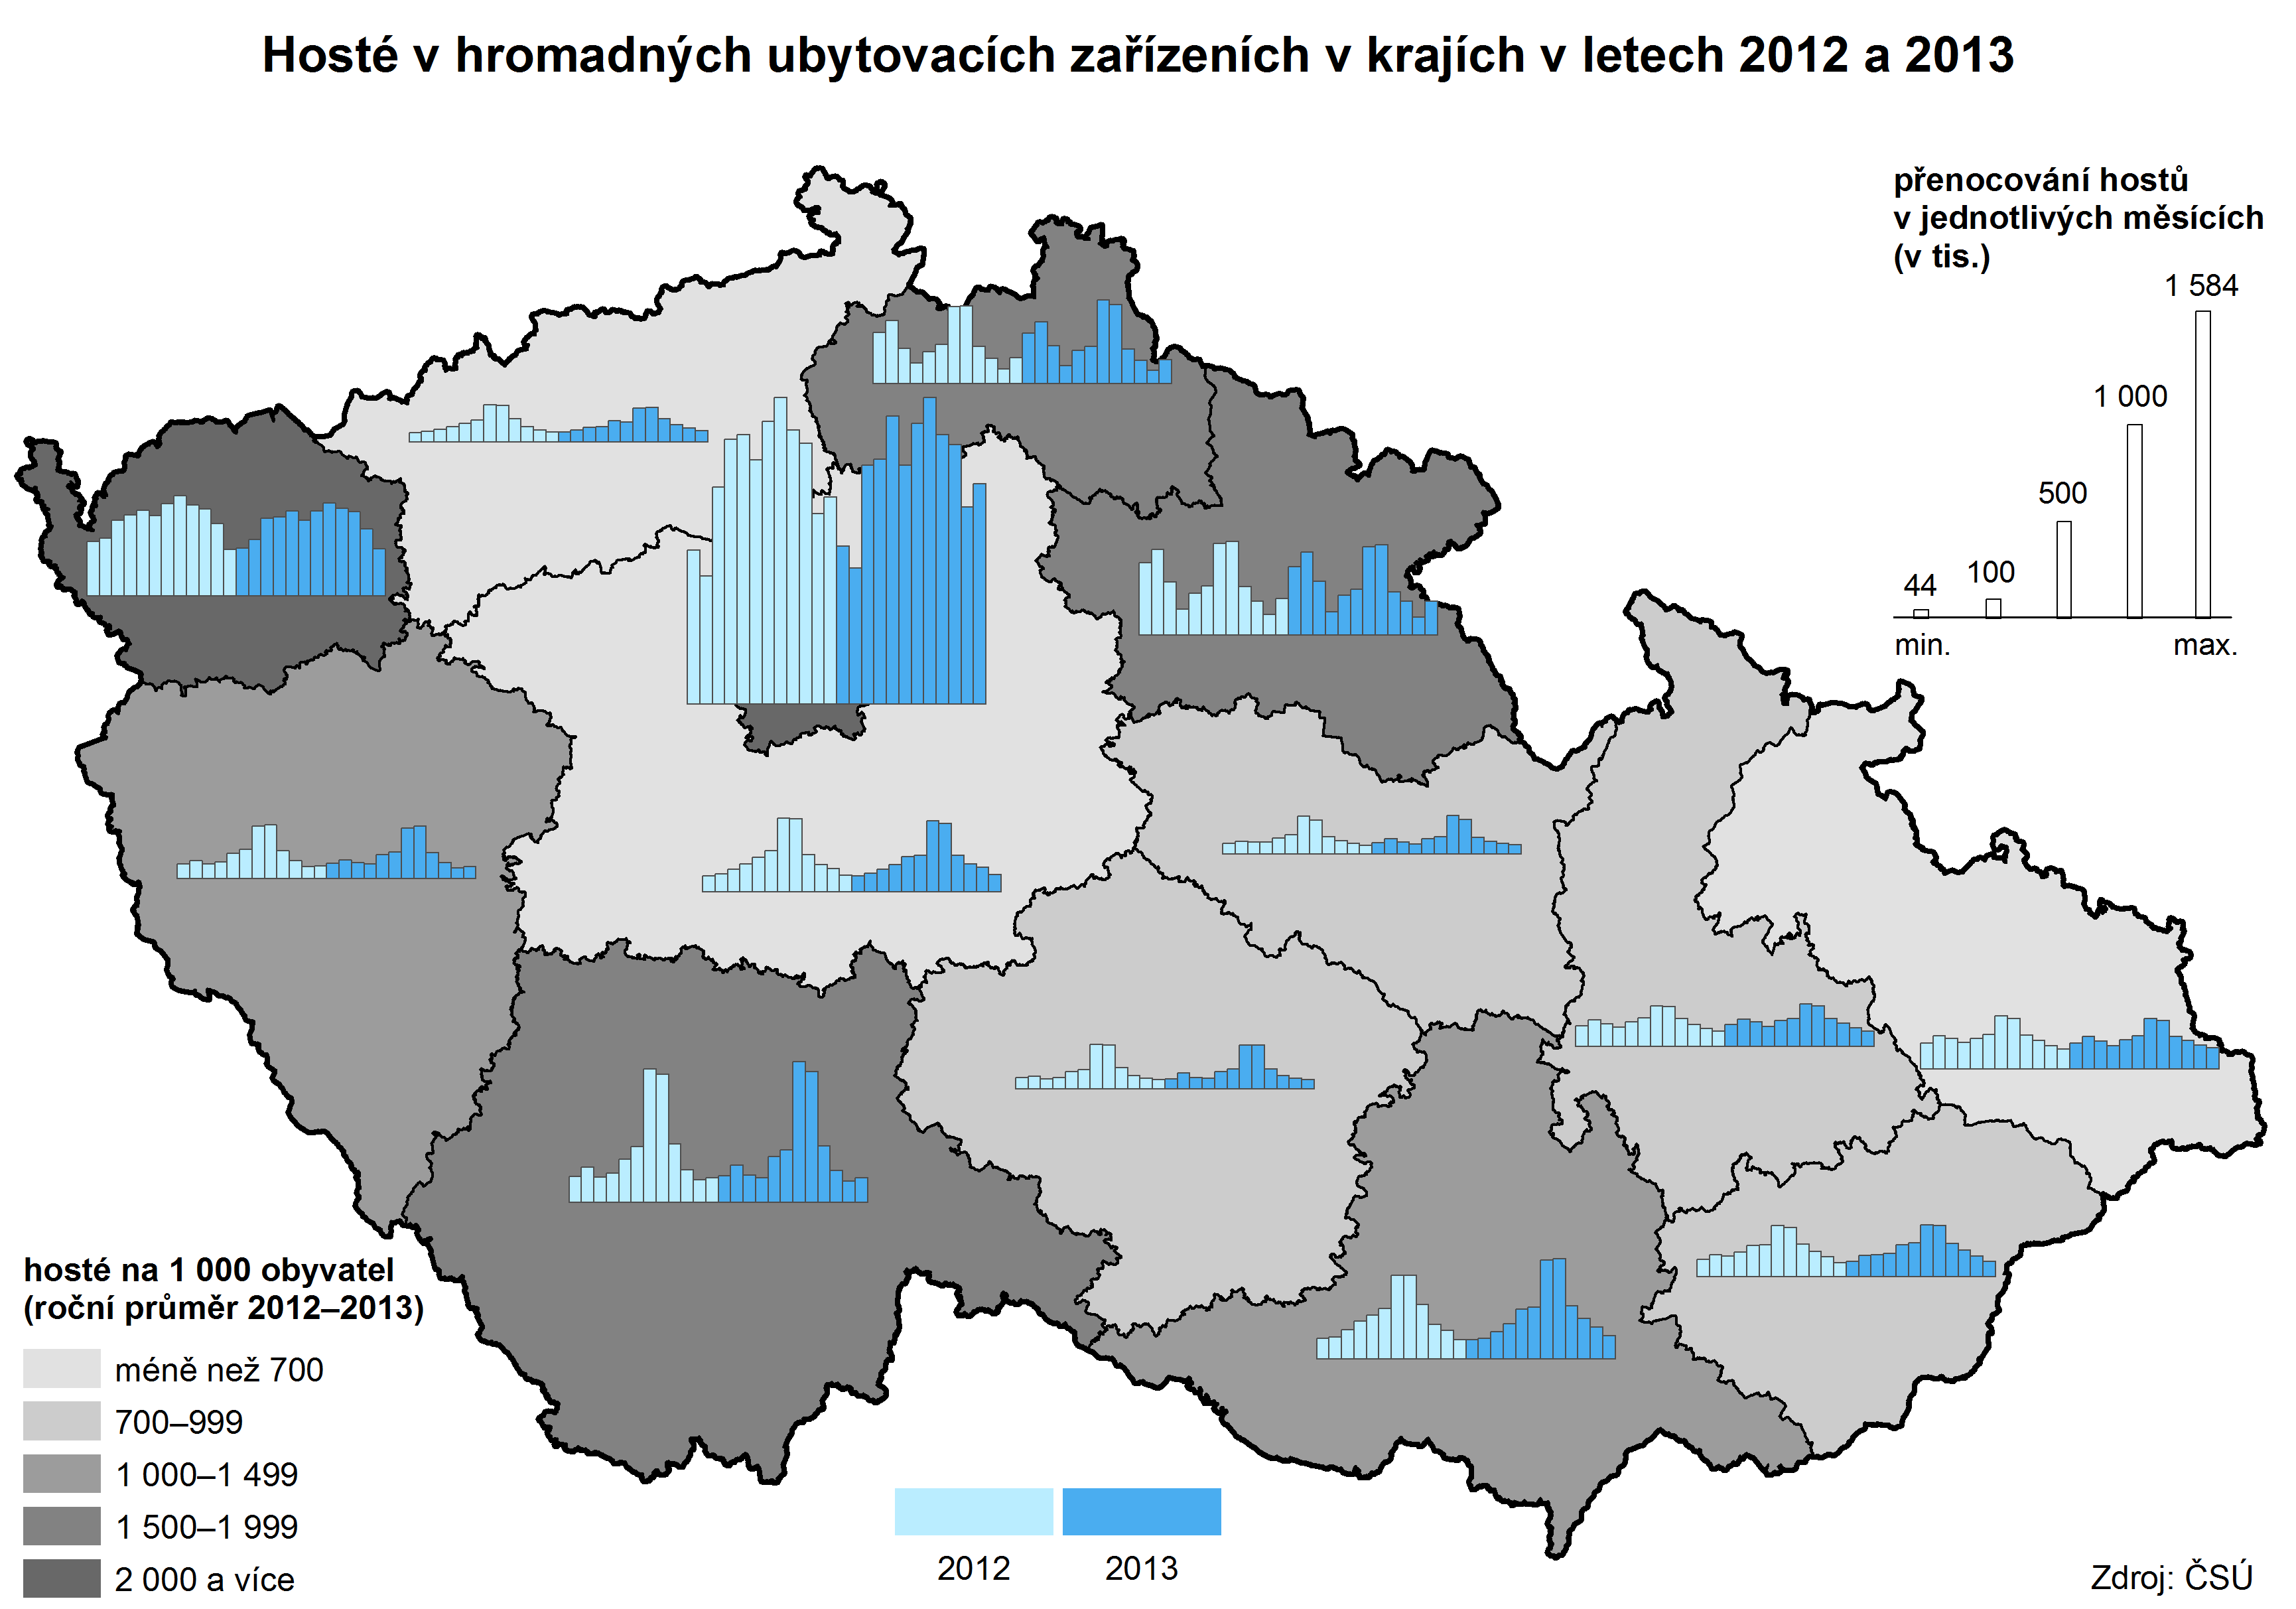 Hosté v hromadných ubytovacích zařízeních v krajích v letech 2012 a 2013
přenocování hostů
v jednotlivých měsících
(v tis.)
1 584
1 000
500
100
44
min.
max.
hosté na 1 000 obyvatel
(roční průměr 2012–2013)
méně než 700
700–999
1 000–1 499
1 500–1 999
2 000 a více
2012
2013
Zdroj: ČSÚ